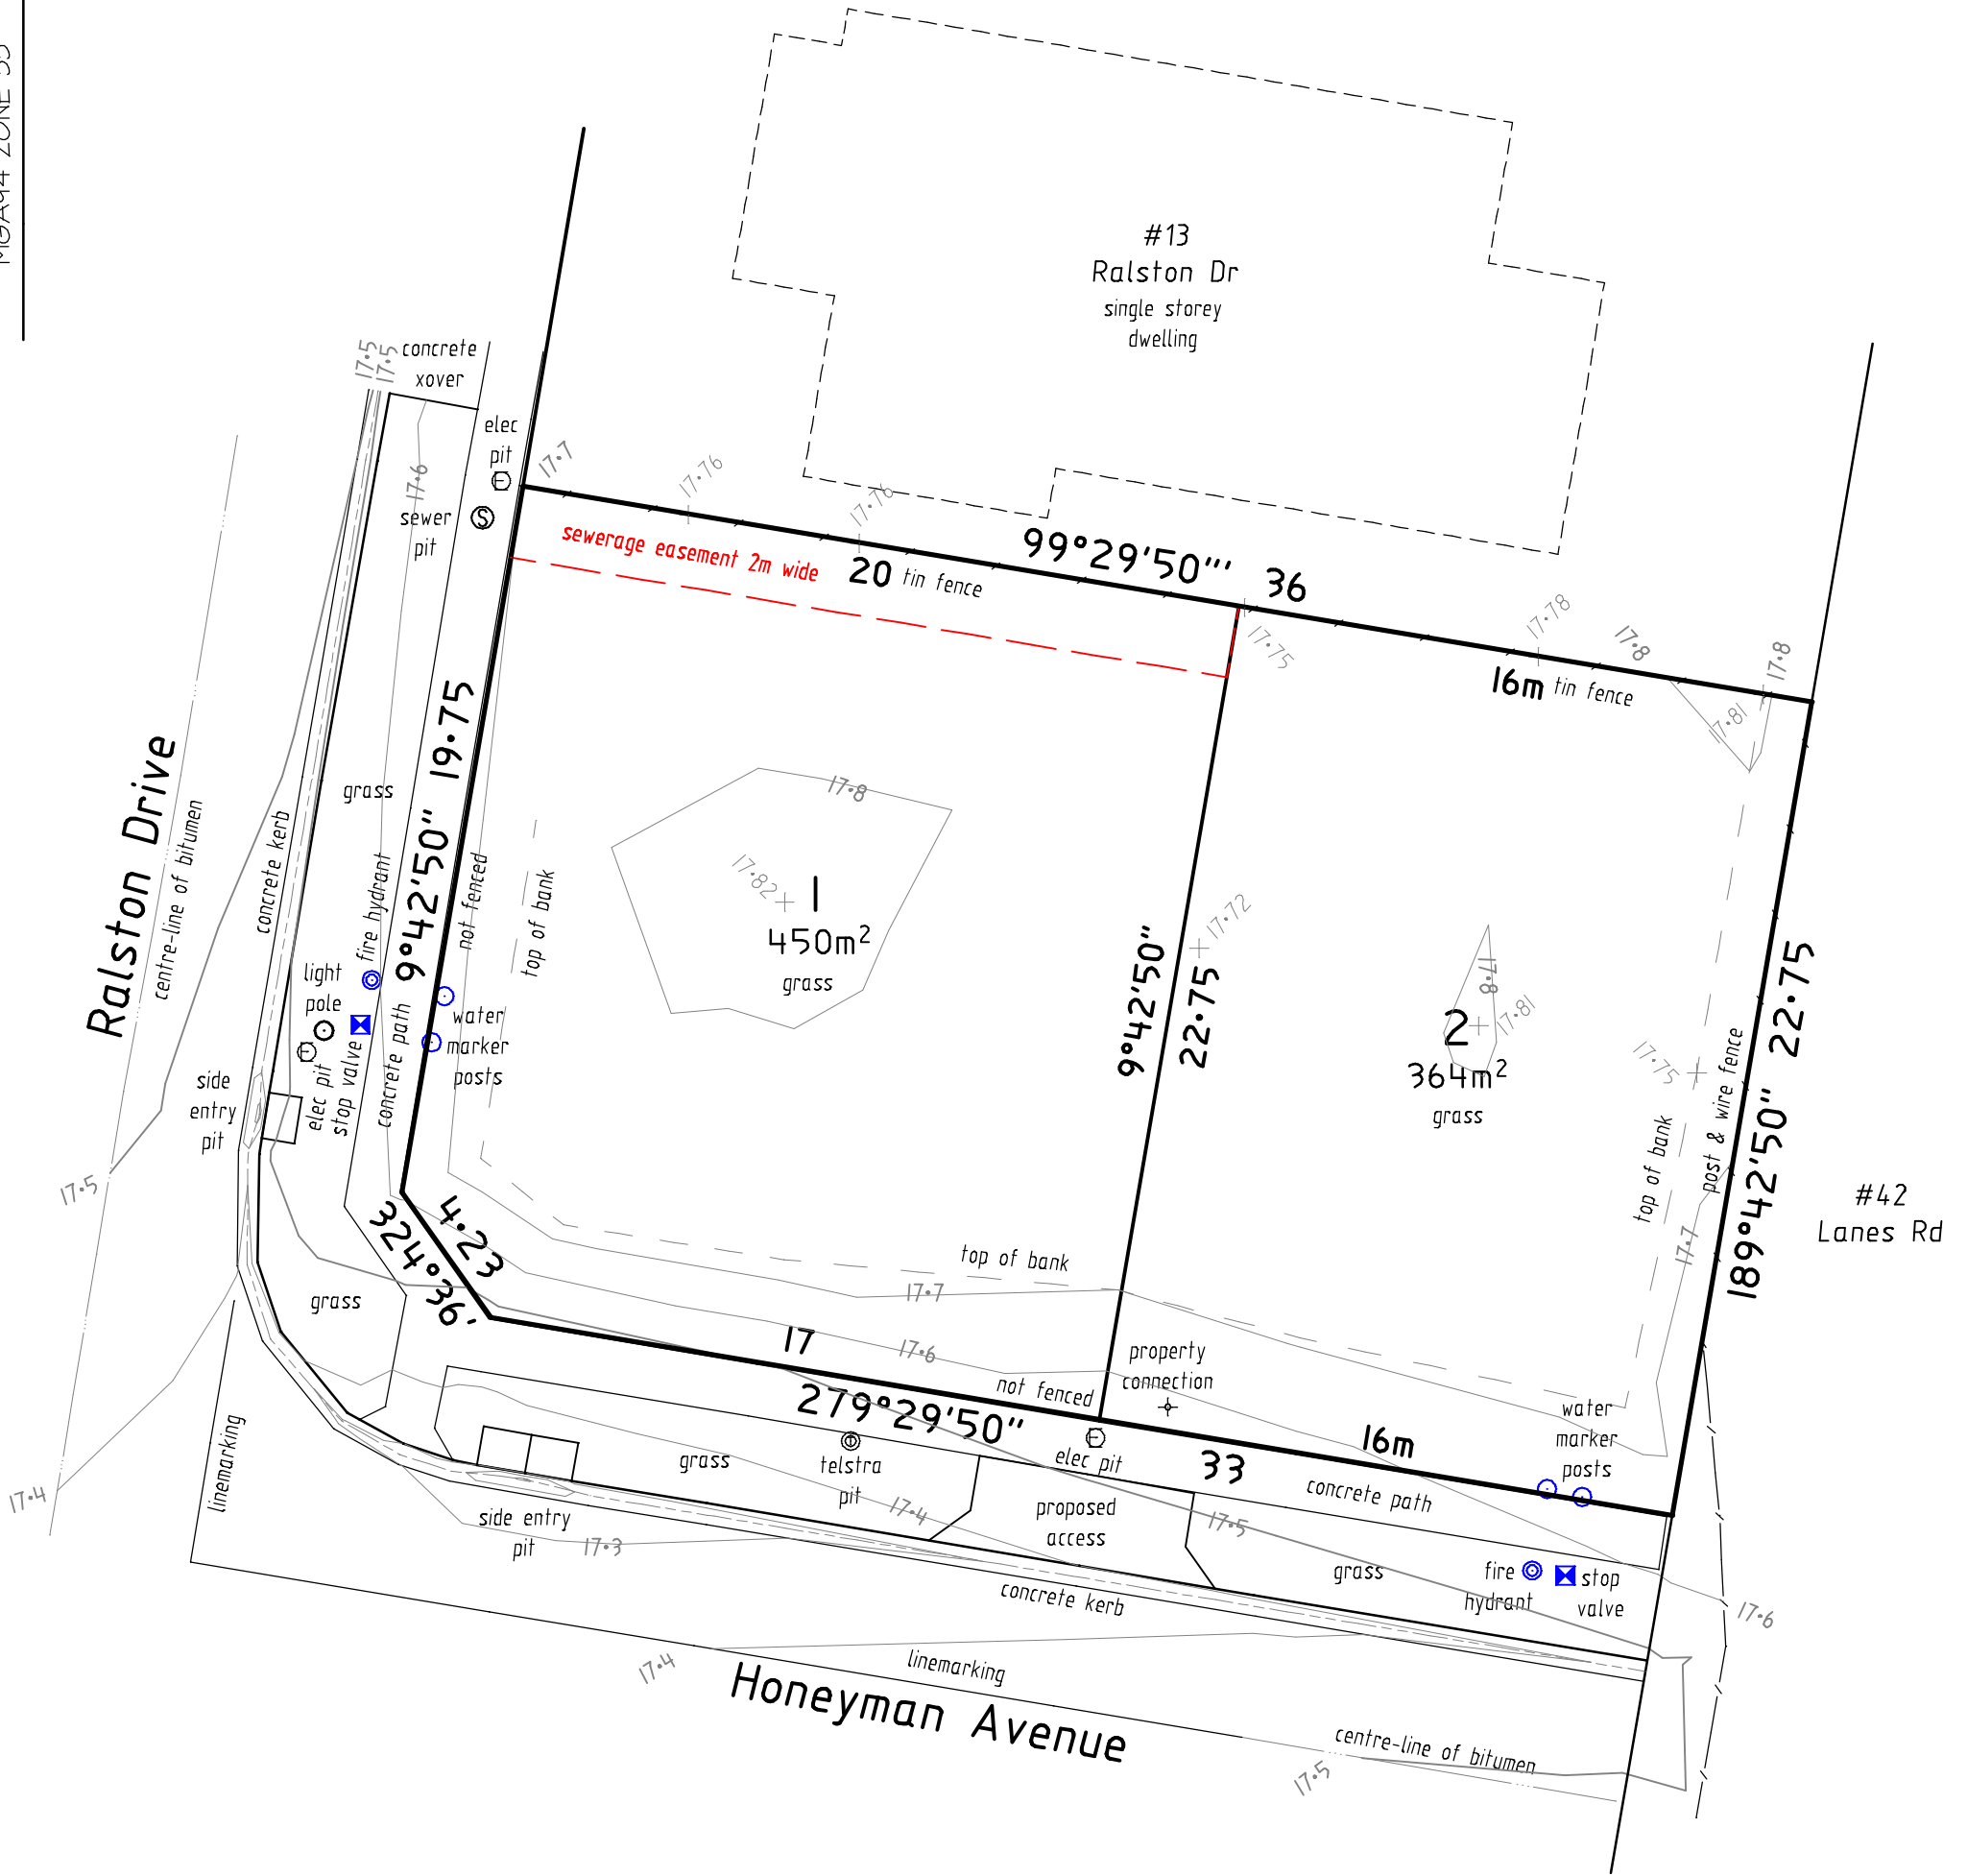 MGA94 ZONE 55
#13
Ralston Dr
single storey
dwelling
17·5
17·5
concrete
xover
elec
pit
17·7
17·6
sewer
pit
S
E
17·76
17·76
sewerage easement 2m wide
20
tin fence
99°29'50"'
36
17·75
17·78
17·8
17·8
16m
tin fence
17·81
Ralston Drive
centre-line of bitumen
concrete kerb
grass
9°42'50" 19·75
not fenced
fire hydrant
light
pole
E
elec pit
stop valve
concrete path
water
marker
posts
top of bank
17·8
17·82
1
450m²
grass
9°42'50"
22·75
17·72
17·8
2
17·81
364m²
grass
17·75
top of bank
post & wire fence
189°42'50" 22·75
#42
Lanes Rd
side
entry
pit
17·5
17·4
4·23
324°36'
grass
linemarking
top of bank
17·7
17·6
17·7
17
279°29'50"
not fenced
property
connection
E
elec pit
33
16m
water
marker
posts
concrete path
grass
telstra
pit
17·4
proposed
access
17·5
side entry
pit
17·3
grass
fire
hydrant
stop
valve
17·6
concrete kerb
linemarking
17·4
Honeyman Avenue
centre-line of bitumen
17·5